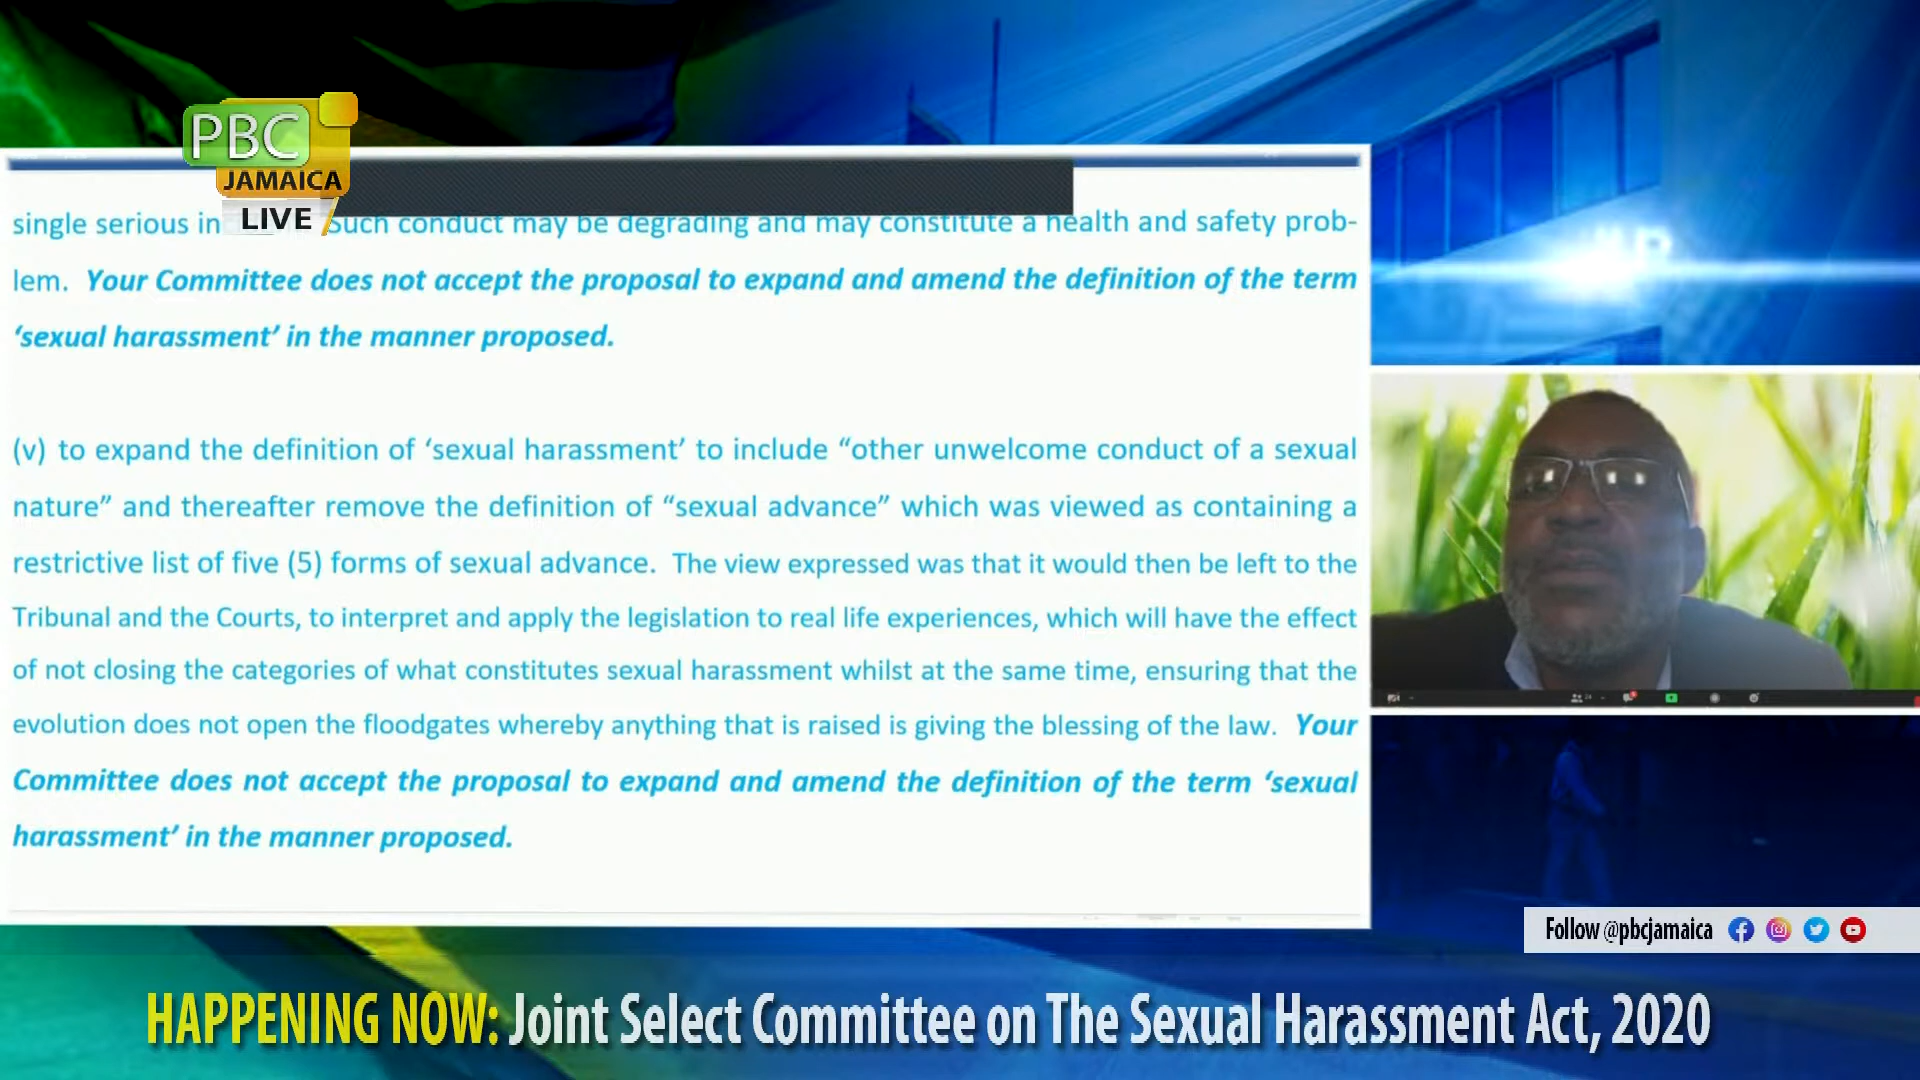 PBC
JAMAICA
LIVE
single serious in Such conduct may be degrading and may constitute a health and safety prob-
lem. Your Committee does not accept the proposal to expand and amend the definition of the term
‘sexual harassment’ in the manner proposed.
(v) to expand the definition of ‘sexual harassment’ to include “other unwelcome conduct of a sexual
nature” and thereafter remove the definition of “sexual advance” which was viewed as containing a
restrictive list of five (5) forms of sexual advance. The view expressed was that it would then be left to the
Tribunal and the Courts, to interpret and apply the legislation to real life experiences, which will have the effect
of not closing the categories of what constitutes sexual harassment whilst at the same time, ensuring that the
evolution does not open the floodgates whereby anything that is raised is giving the blessing of the law. Your
Committee does not accept the proposal to expand and amend the definition of the term ‘sexual
harassment’ in the manner proposed.
Follow @pbcjamaica
HAPPENING NOW: Joint Select Committee on The Sexual Harassment Act, 2020